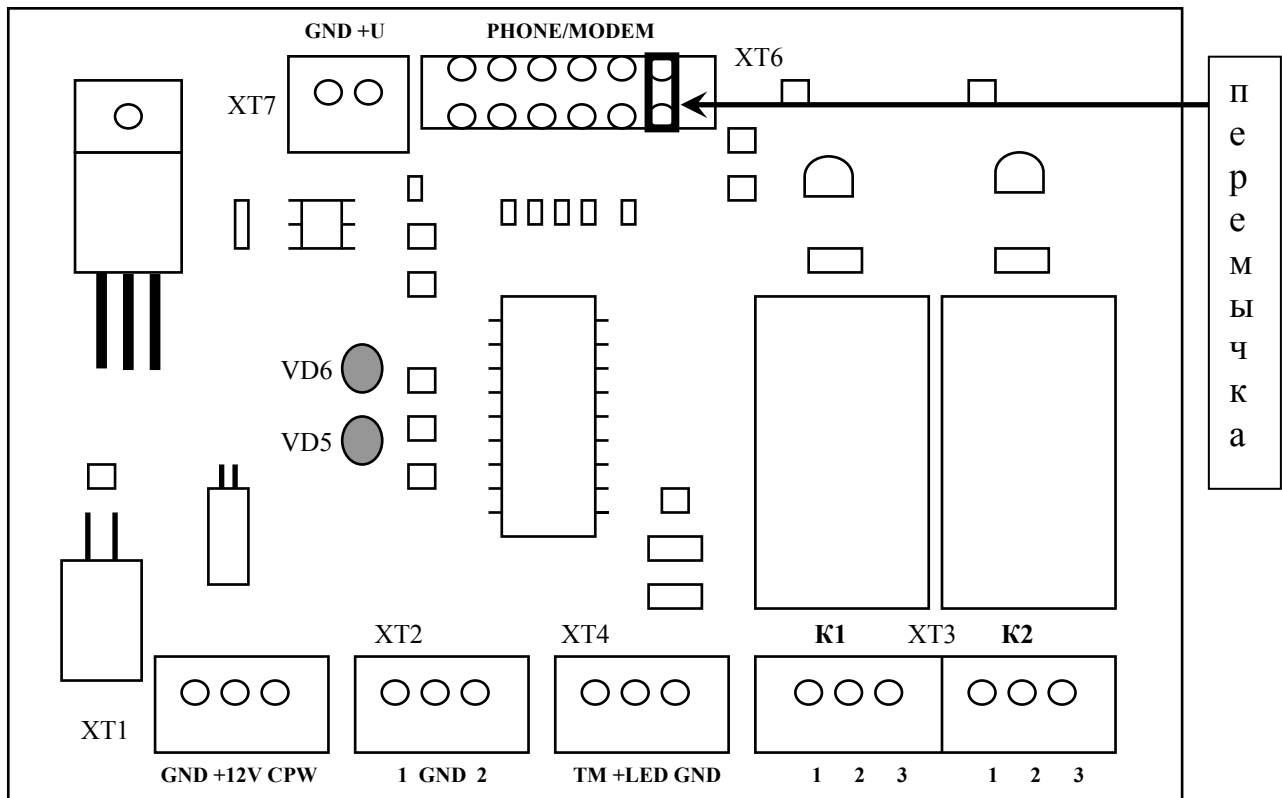 GND +U
PHONE/MODEM
XT6
XT7
перемычка
VD6
VD5
XT2
XT4
К1
XT3
К2
XT1
GND +12V CPW
1 GND 2
TM +LED GND
1 2 3
1 2 3